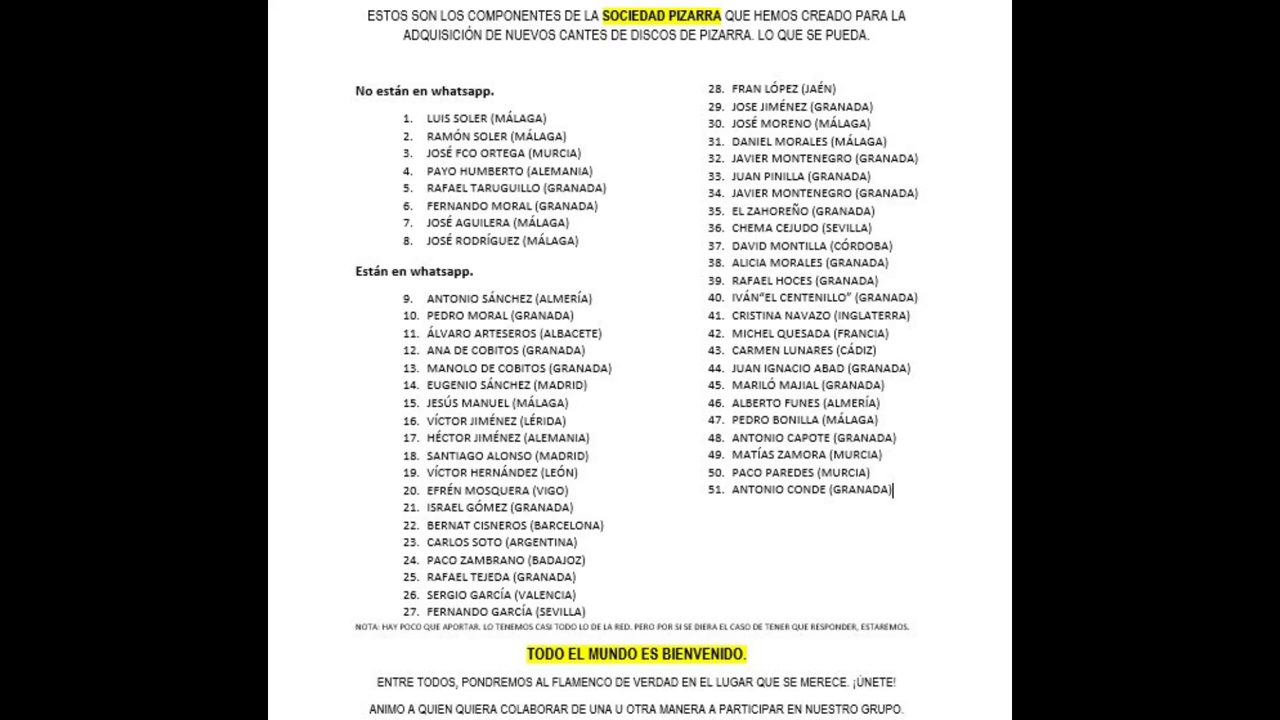 ESTOS SON LOS COMPONENTES DE LA SOCIEDAD PIZARRA QUE HEMOS CREADO PARA LA
ADQUISICIÓN DE NUEVOS CANTES DE DISCOS DE PIZARRA. LO QUE SE PUEDA.
No están en whatsapp.
1. LUIS SOLER (MÁLAGA)
2. RAMÓN SOLER (MÁLAGA)
3. JOSÉ FCO ORTEGA (MURCIA)
4. PAYO HUMBERTO (ALEMANIA)
5. RAFAEL TARUGUILLO (GRANADA)
6. FERNANDO MORAL (GRANADA)
7. JOSÉ AGUILERA (MÁLAGA)
8. JOSÉ RODRÍGUEZ (MÁLAGA)
Están en whatsapp.
9. ANTONIO SÁNCHEZ (ALMERÍA)
10. PEDRO MORAL (GRANADA)
11. ÁLVARO ARTESEROS (ALBACETE)
12. ANA DE COBITOS (GRANADA)
13. MANOLO DE COBITOS (GRANADA)
14. EUGENIO SÁNCHEZ (MADRID)
15. JESÚS MANUEL (MÁLAGA)
16. VÍCTOR JIMÉNEZ (LÉRIDA)
17. HÉCTOR JIMÉNEZ (ALEMANIA)
18. SANTIAGO ALONSO (MADRID)
19. VÍCTOR HERNÁNDEZ (LEÓN)
20. EFRÉN MOSQUERA (VIGO)
21. ISRAEL GÓMEZ (GRANADA)
22. BERNAT CISNEROS (BARCELONA)
23. CARLOS SOTO (ARGENTINA)
24. PACO ZAMBRANO (BADAJOZ)
25. RAFAEL TEJEDA (GRANADA)
26. SERGIO GARCÍA (VALENCIA)
27. FERNANDO GARCÍA (SEVILLA)
28. FRAN LÓPEZ (JAÉN)
29. JOSE JIMÉNEZ (GRANADA)
30. JOSÉ MORENO (MÁLAGA)
31. DANIEL MORALES (MÁLAGA)
32. JAVIER MONTENEGRO (GRANADA)
33. JUAN PINILLA (GRANADA)
34. JAVIER MONTENEGRO (GRANADA)
35. EL ZAHOREÑO (GRANADA)
36. CHEMA CEJUDO (SEVILLA)
37. DAVID MONTILLA (CÓRDOBA)
38. ALICIA MORALES (GRANADA)
39. RAFAEL HOCES (GRANADA)
40. IVÁN“EL CENTENILLO” (GRANADA)
41. CRISTINA NAVAZO (INGLATERRA)
42. MICHEL QUESADA (FRANCIA)
43. CARMEN LUNARES (CÁDIZ)
44. JUAN IGNACIO ABAD (GRANADA)
45. MARILÓ MAJIAL (GRANADA)
46. ALBERTO FUNES (ALMERÍA)
47. PEDRO BONILLA (MÁLAGA)
48. ANTONIO CAPOTE (GRANADA)
49. MATÍAS ZAMORA (MURCIA)
50. PACO PAREDES (MURCIA)
51. ANTONIO CONDE (GRANADA)
NOTA: HAY POCO QUE APORTAR. LO TENEMOS CASI TODO LO DE LA RED. PERO POR SI SE DIERA EL CASO DE TENER QUE RESPONDER, ESTAREMOS.
TODO EL MUNDO ES BIENVENIDO.
ENTRE TODOS, PONDREMOS AL FLAMENCO DE VERDAD EN EL LUGAR QUE SE MERECE. ¡ÚNETE!
ANIMO A QUIEN QUIERA COLABORAR DE UNA U OTRA MANERA A PARTICIPAR EN NUESTRO GRUPO.